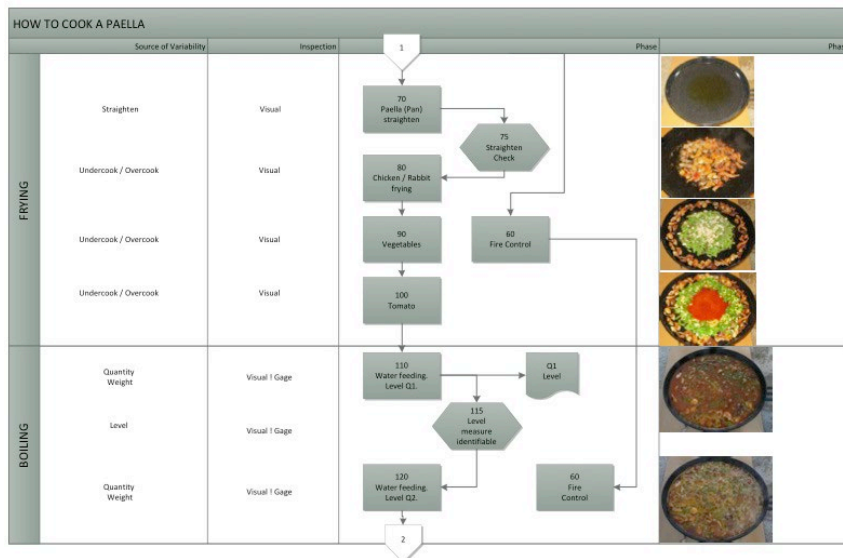 HOW TO COOK A PAELLA
Source of Variability
Inspection
Phase
Phas
1
FRYING
Straighten
Visual
70
Paella (Pan)
straighten
75
Straighten
Check
Undercook / Overcook
Visual
80
Chicken / Rabbit
frying
Undercook / Overcook
Visual
90
Vegetables
60
Fire Control
Undercook / Overcook
Visual
100
Tomato
BOILING
Quantity
Weight
Visual ! Gage
110
Water feeding.
Level Q1.
Q1
Level
Level
Visual ! Gage
115
Level
measure
identifiable
Quantity
Weight
Visual ! Gage
120
Water feeding.
Level Q2.
60
Fire
Control
2